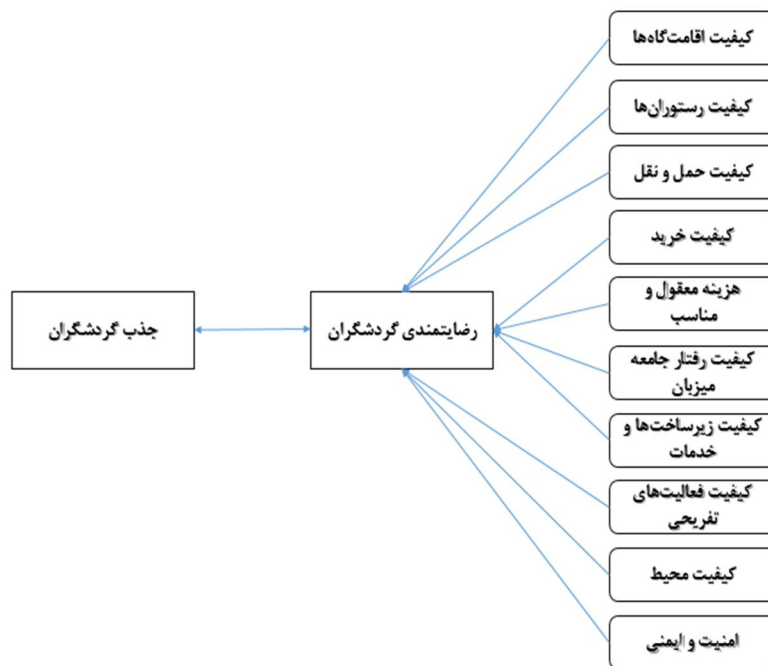 کیفیت اقامت‌گاه‌ها
کیفیت رستوران‌ها
کیفیت حمل و نقل
کیفیت خرید
هزینه معقول و
مناسب
کیفیت رفتار جامعه
میزبان
کیفیت زیرساخت‌ها و
خدمات
کیفیت فعالیت‌های
تفریحی
کیفیت محیط
امنیت و ایمنی
رضایتمندی گردشگران
جذب گردشگران